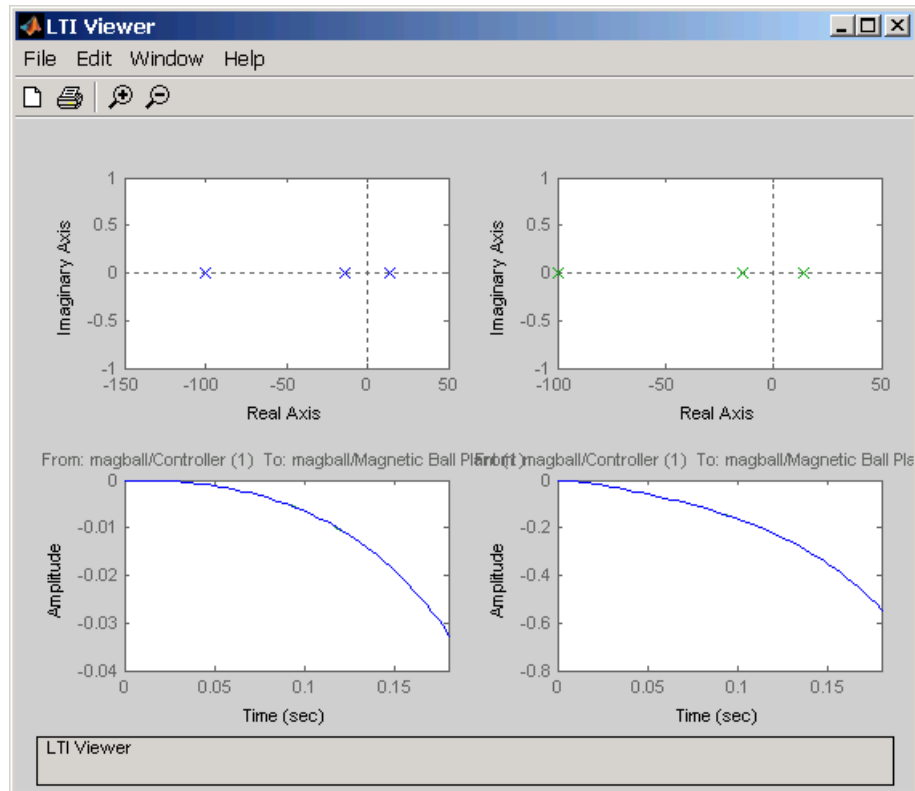 LTI Viewer
File Edit Window Help
1
0.5
0
-0.5
-1
Imaginary Axis
-150 -100 -50 0 50
Real Axis
1
0.5
0
-0.5
-1
Imaginary Axis
-100 -50 0 50
Real Axis
From: magball/Controller (1) To: magball/Magnetic Ball
magball/Controller (1) To: magball/Magnetic Ball Pla
0
-0.01
-0.02
-0.03
-0.04
Amplitude
0 0.05 0.1 0.15
Time (sec)
0
-0.2
-0.4
-0.6
-0.8
Amplitude
0 0.05 0.1 0.15
Time (sec)
LTI Viewer